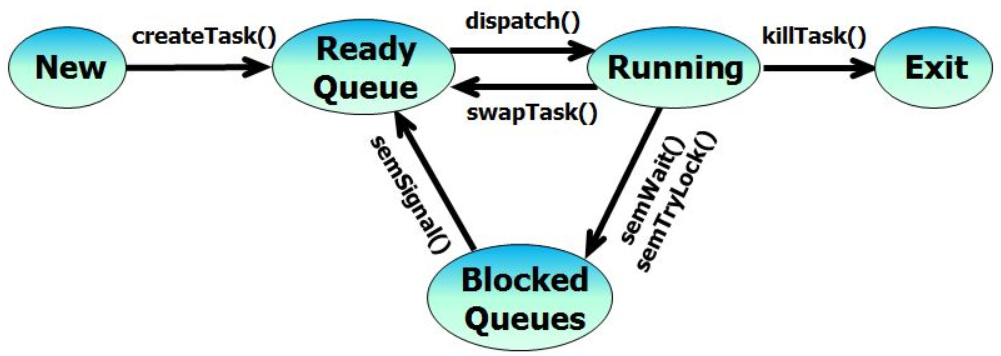 New
createTask()
Ready
Queue
dispatch()
swapTask()
Running
killTask()
Exit
semSignal()
semWait()
semTryLock()
Blocked
Queues